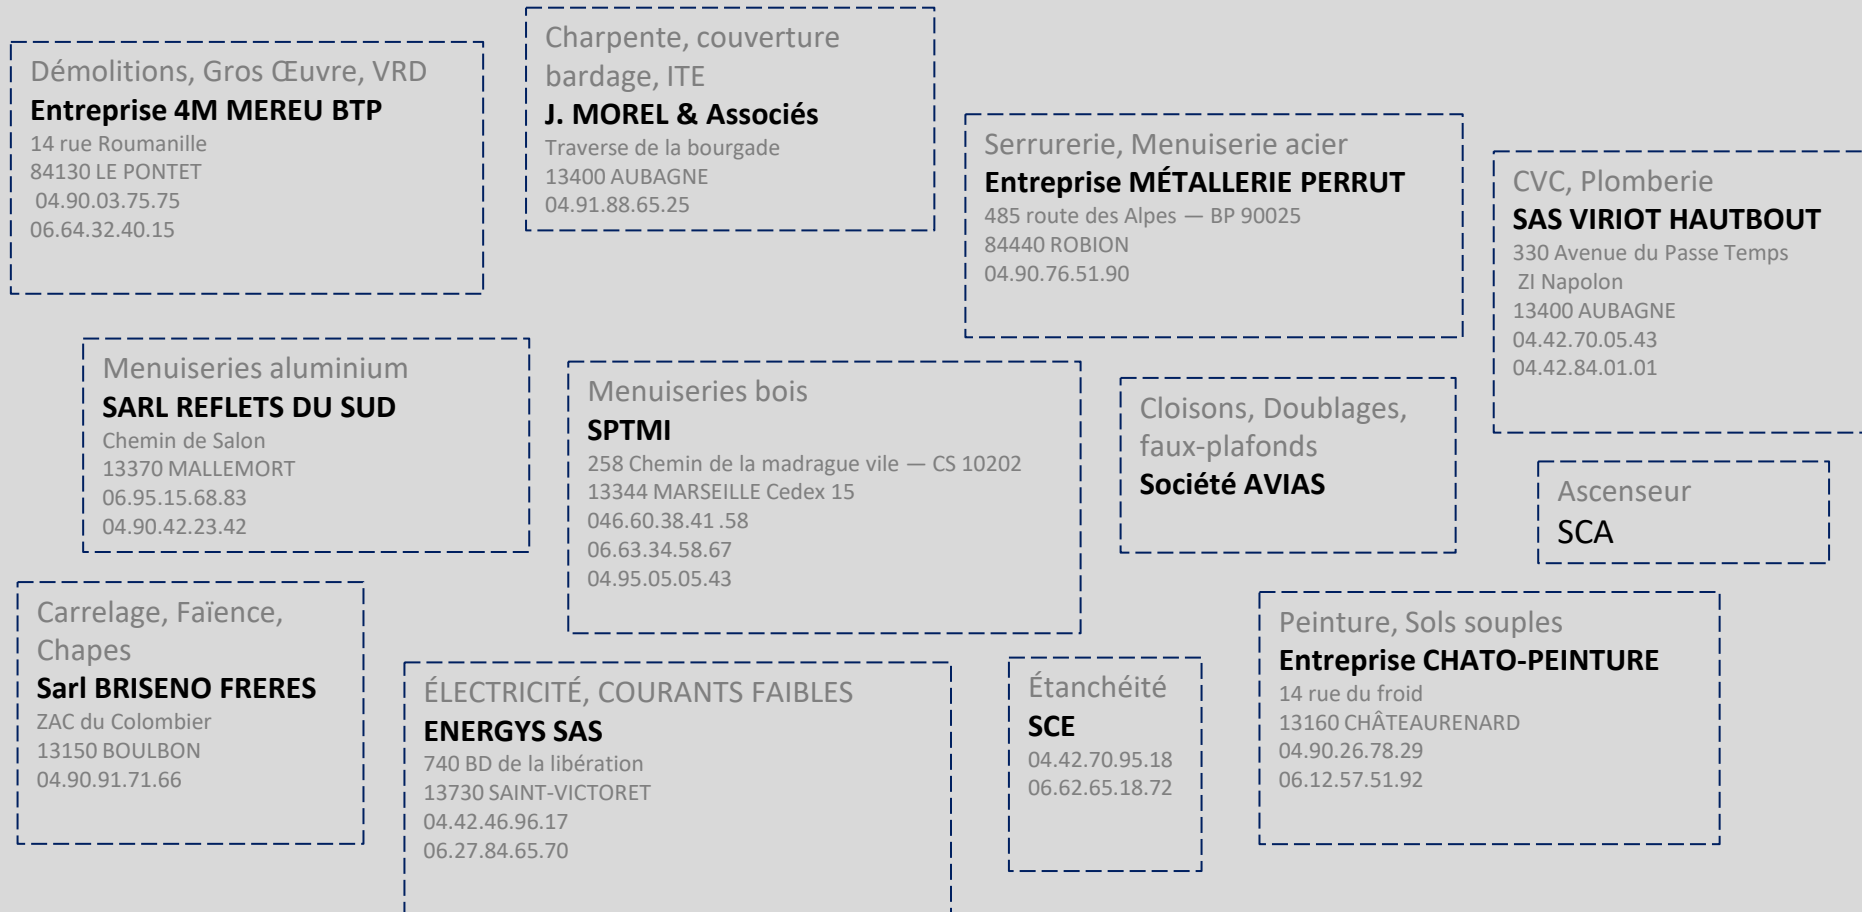 Démolitions, Gros Œuvre, VRD
Entreprise 4M MEREU BTP
14 rue Roumanille
84130 LE PONTET
04.90.03.75.75
06.64.32.40.15
Charpente, couverture
bardage, ITE
J. MOREL & Associés
Traverse de la bourgade
13400 AUBAGNE
04.91.88.65.25
Serrurerie, Menuiserie acier
Entreprise MÉTALLERIE PERRUT
485 route des Alpes — BP 90025
84440 ROBION
04.90.76.51.90
CVC, Plomberie
SAS VIRIOT HAUTBOUT
330 Avenue du Passe Temps
ZI Napolon
13400 AUBAGNE
04.42.70.05.43
04.42.84.01.01
Menuiseries aluminium
SARL REFLETS DU SUD
Chemin de Salon
13370 MALLEMORT
06.95.15.68.83
04.90.42.23.42
Menuiseries bois
SPTMI
258 Chemin de la madrague vile — CS 10202
13344 MARSEILLE Cedex 15
046.60.38.41 .58
06.63.34.58.67
04.95.05.05.43
Cloisons, Doublages,
faux-plafonds
Société AVIAS
Ascenseur
SCA
Carrelage, Faïence,
Chapes
Sarl BRISENO FRERES
ZAC du Colombier
13150 BOULBON
04.90.91.71.66
ÉLECTRICITÉ, COURANTS FAIBLES
ENERGYS SAS
740 BD de la libération
13730 SAINT-VICTORET
04.42.46.96.17
06.27.84.65.70
Étanchéité
SCE
04.42.70.95.18
06.62.65.18.72
Peinture, Sols souples
Entreprise CHATO-PEINTURE
14 rue du froid
13160 CHÂTEAURENARD
04.90.26.78.29
06.12.57.51.92